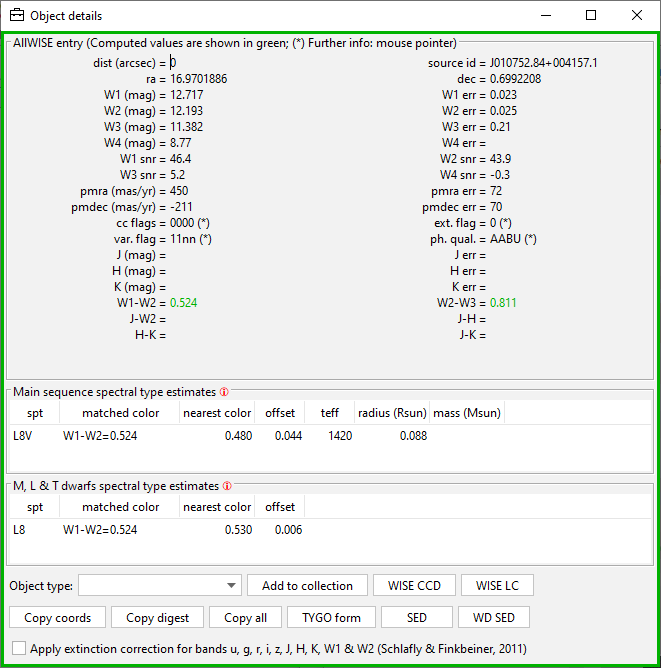 Object details
AllWISE entry (Computed values are shown in green; (*) Further info: mouse pointer)
dist (arcsec) = 0 source id = J010752.84+004157.1
ra = 16.9701886 dec = 0.6992208
W1 (mag) = 12.717 W1 err = 0.023
W2 (mag) = 12.193 W2 err = 0.025
W3 (mag) = 11.382 W3 err = 0.21
W4 (mag) = 8.77 W4 err =
W1 snr = 46.4 W2 snr = 43.9
W3 snr = 5.2 W4 snr = -0.3
pmra (mas/yr) = 450 pmra err = 72
pmdec (mas/yr) = -211 pmdec err = 70
cc flags = 0000 (*) ext. flag = 0 (*)
var. flag = 11nn (*) ph. qual. = AABU (*)
J (mag) = J err =
H (mag) = H err =
K (mag) = K err =
W1-W2 = 0.524 W2-W3 = 0.811
J-W2 = J-H =
H-K = J-K =
Main sequence spectral type estimates
spt matched color nearest color offset teff radius (Rsun) mass (Msun)
L8V W1-W2=0.524 0.480 0.044 1420 0.088
M, L & T dwarfs spectral type estimates
spt matched color nearest color offset
L8 W1-W2=0.524 0.530 0.006
Object type: Add to collection WISE CCD WISE LC
Copy coords Copy digest Copy all TYGO form SED WD SED
Apply extinction correction for bands u, g, r, i, z, J, H, K, W1 & W2 (Schlafly & Finkbeiner, 2011)